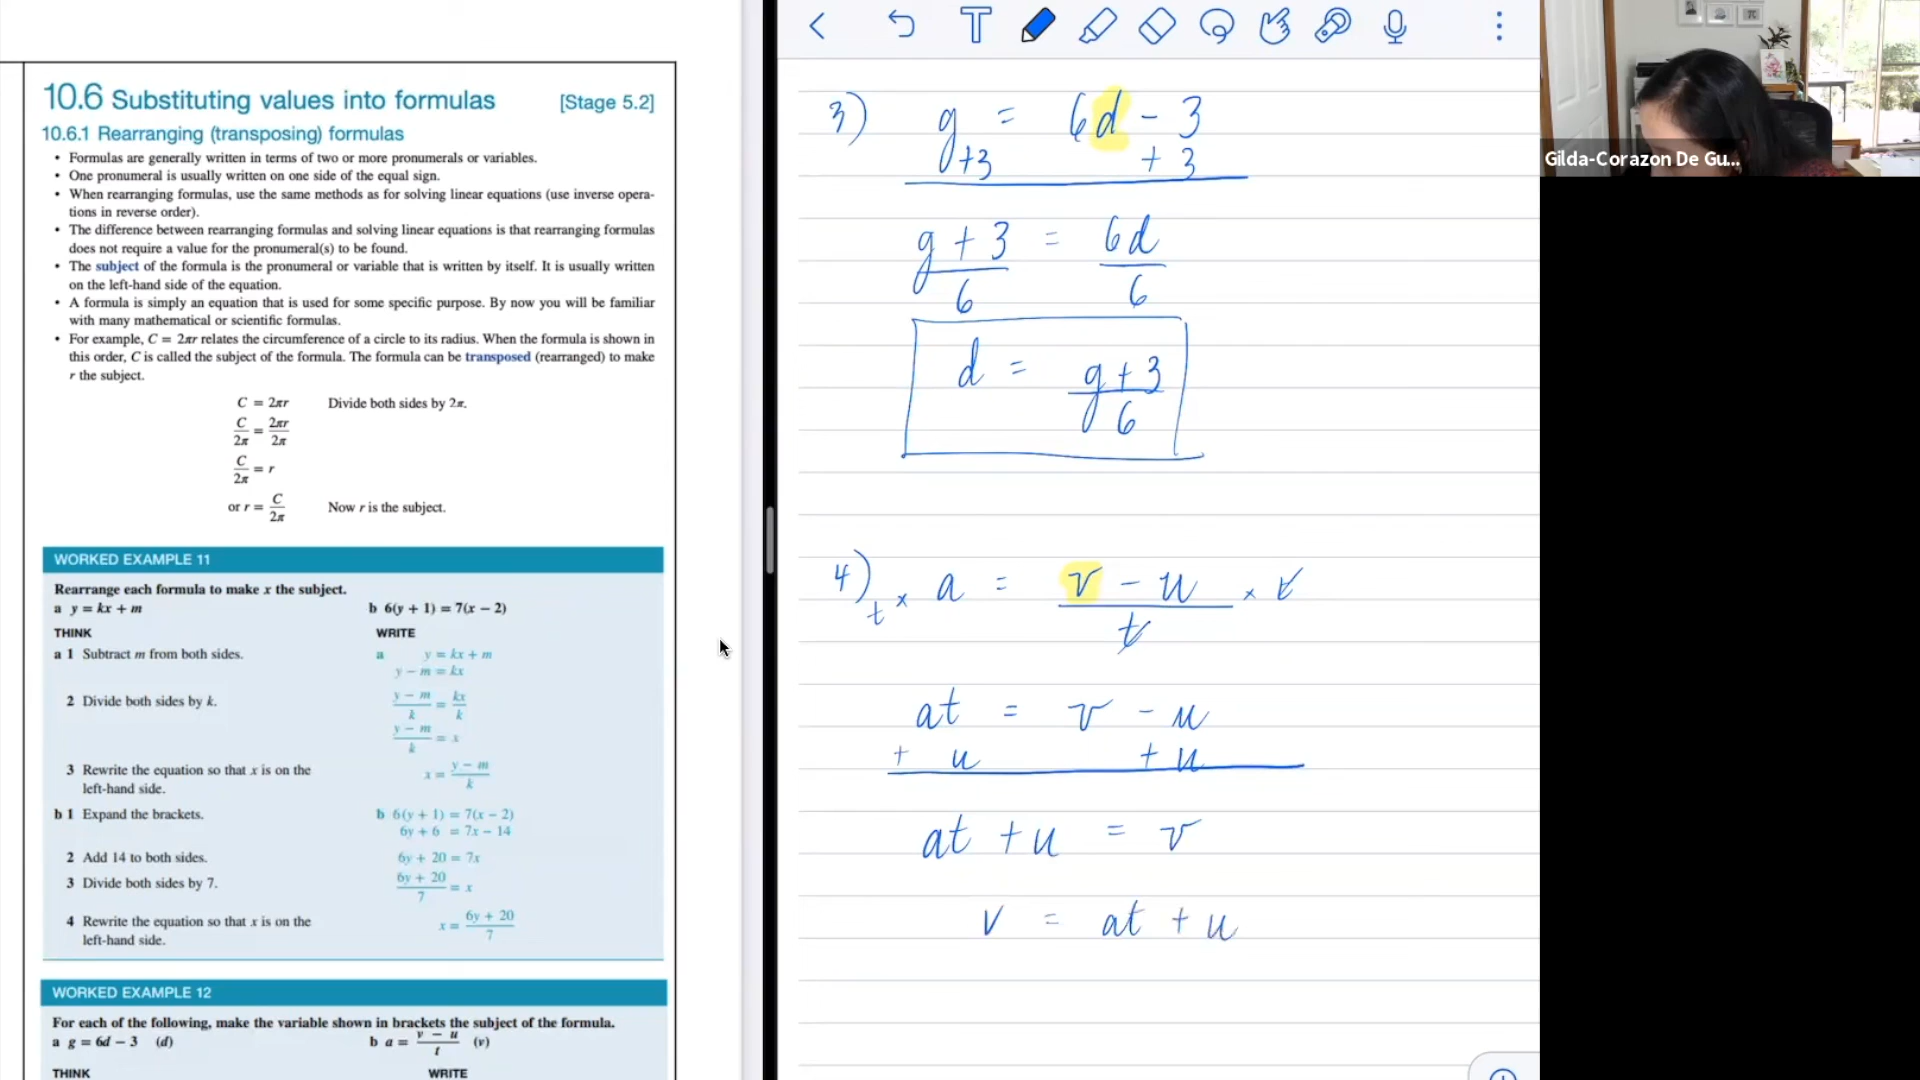 10.6 Substituting values into formulas [Stage 5.2]
10.6.1 Rearranging (transposing) formulas
• Formulas are generally written in terms of two or more pronumerals or variables.
• One pronumeral is usually written on one side of the equal sign.
• When rearranging formulas, use the same methods as for solving linear equations (use inverse opera-
tions in reverse order).
• The difference between rearranging formulas and solving linear equations is that rearranging formulas
does not require a value for the pronumeral(s) to be found.
• The subject of the formula is the pronumeral or variable that is written by itself. It is usually written
on the left-hand side of the equation.
• A formula is simply an equation that is used for some specific purpose. By now you will be familiar
with many mathematical or scientific formulas.
• For example, C = 2πr relates the circumference of a circle to its radius. When the formula is shown in
this order, C is called the subject of the formula. The formula can be transposed (rearranged) to make
r the subject.
C = 2πr Divide both sides by 2π.
C/2π = 2πr/2π
C/2π = r
or r = C/2π Now r is the subject.
WORKED EXAMPLE 11
Rearrange each formula to make x the subject.
a y = kx + m b 6(y + 1) = 7(x − 2)
THINK WRITE
a 1 Subtract m from both sides. a y = kx + m
y − m = kx
2 Divide both sides by k. (y − m)/k = kx/k
(y − m)/k = x
3 Rewrite the equation so that x is on the
left-hand side. x = (y − m)/k
b 1 Expand the brackets. b 6(y + 1) = 7(x − 2)
6y + 6 = 7x − 14
2 Add 14 to both sides. 6y + 20 = 7x
3 Divide both sides by 7. (6y + 20)/7 = x
4 Rewrite the equation so that x is on the
left-hand side. x = (6y + 20)/7
WORKED EXAMPLE 12
For each of the following, make the variable shown in brackets the subject of the formula.
a g = 6d − 3 (d) b a = (v − u)/t (v)
THINK WRITE
3) g = 6d - 3
+3 + 3
(g + 3)/6 = 6d/6
d = (g + 3)/6
4) t × a = (v - u)/t × t
at = v - u
+ u + u
at + u = v
v = at + u
Gilda-Corazon De Gu...